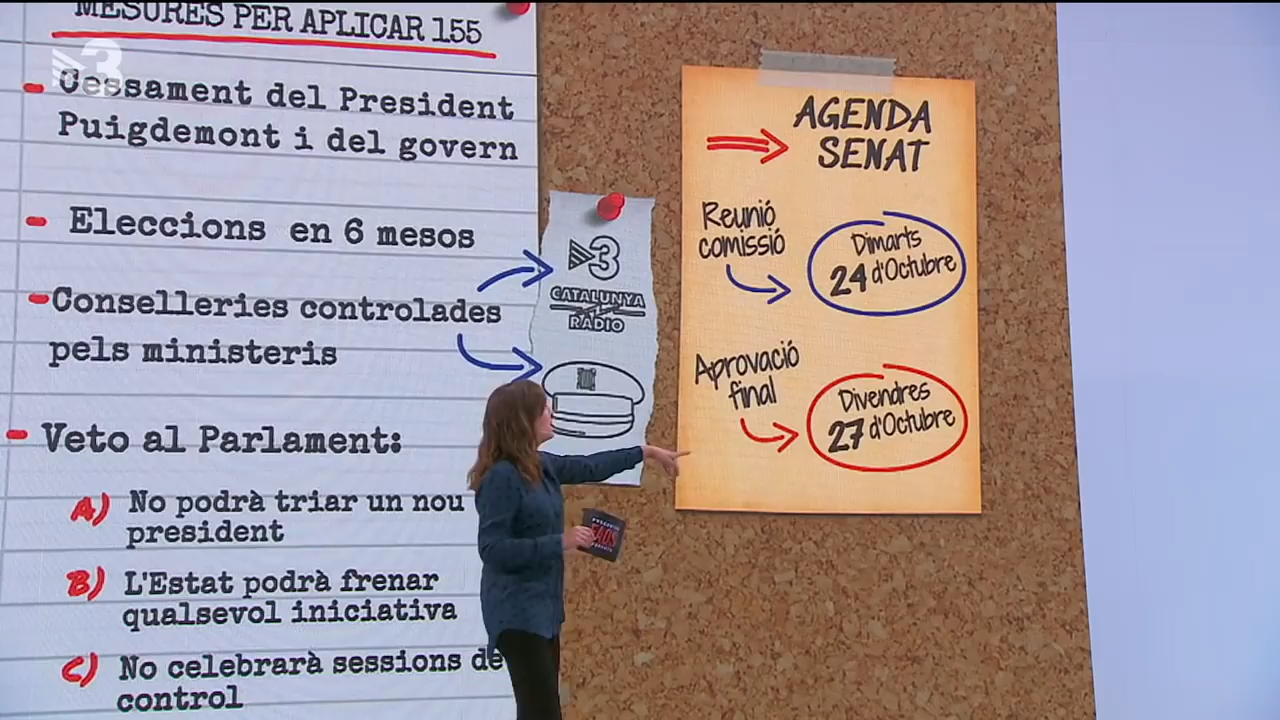 MESURES PER APLICAR 155
3
- Cessament del President
Puigdemont i del govern
- Eleccions en 6 mesos
- Conselleries controlades
pels ministeris
- Veto al Parlament:
A) No podrà triar un nou
president
B) L'Estat podrà frenar
qualsevol iniciativa
C) No celebrarà sessions de
control
3
CATALUNYA
RÀDIO
AGENDA
SENAT
Reunió
comissió
Dimarts
24 d'Octubre
Aprovació
final
Divendres
27 d'Octubre
FAQS